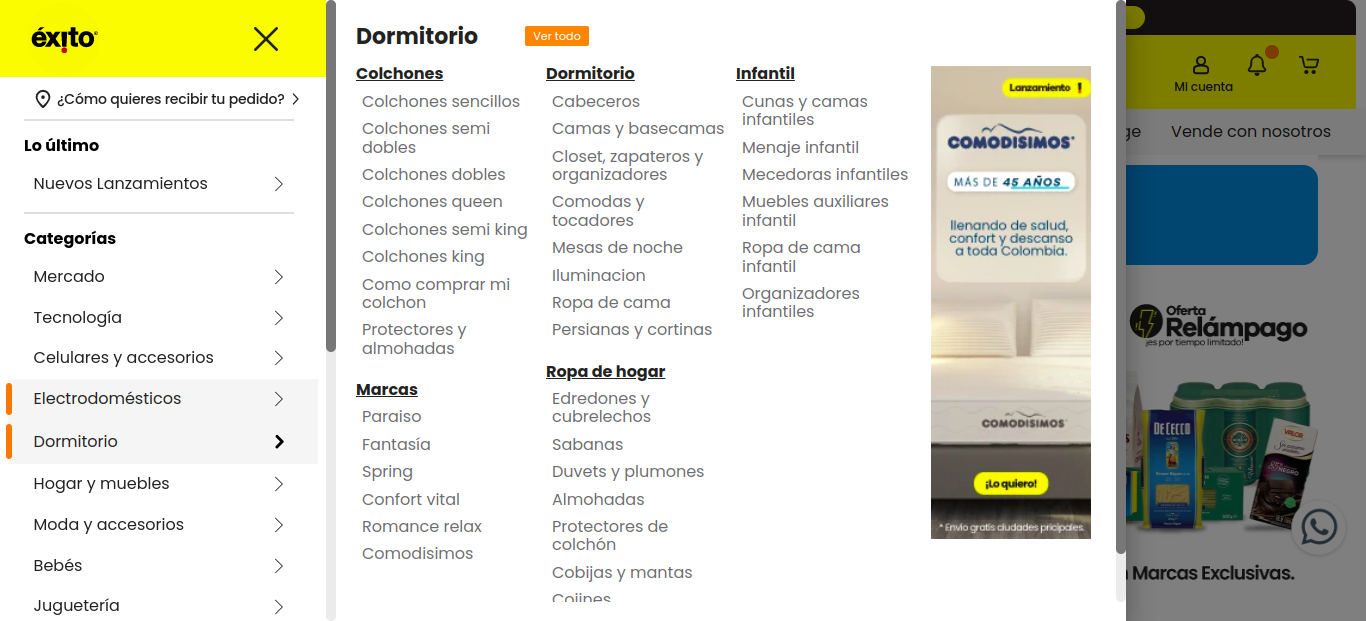 éxito
¿Cómo quieres recibir tu pedido?
Lo último
Nuevos Lanzamientos
Categorías
Mercado
Tecnología
Celulares y accesorios
Electrodomésticos
Dormitorio
Hogar y muebles
Moda y accesorios
Bebés
Juguetería
Dormitorio
Ver todo
Colchones
Colchones sencillos
Colchones semi
dobles
Colchones dobles
Colchones queen
Colchones semi king
Colchones king
Como comprar mi
colchon
Protectores y
almohadas
Marcas
Paraiso
Fantasía
Spring
Confort vital
Romance relax
Comodisimos
Dormitorio
Cabeceros
Camas y basecamas
Closet, zapateros y
organizadores
Comodas y
tocadores
Mesas de noche
Iluminacion
Ropa de cama
Persianas y cortinas
Ropa de hogar
Edredones y
cubrelechos
Sabanas
Duvets y plumones
Almohadas
Protectores de
colchón
Cobijas y mantas
Cojines
Infantil
Cunas y camas
infantiles
Menaje infantil
Mecedoras infantiles
Muebles auxiliares
infantil
Ropa de cama
infantil
Organizadores
infantiles
Lanzamiento !
COMODISIMOS
MÁS DE 45 AÑOS
llenando de salud,
confort y descanso
a toda Colombia.
COMODISIMOS
¡Lo quiero!
* Envio gratis ciudades pricipales.
Mi cuenta
ge
Vende con nosotros
Oferta
Relámpago
¡es por tiempo limitado!
DE CECCO
VALOR
n Marcas Exclusivas.